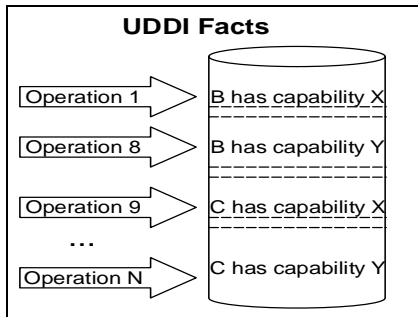 UDDI Facts
Operation 1
B has capability X
Operation 8
B has capability Y
Operation 9
C has capability X
...
Operation N
C has capability Y